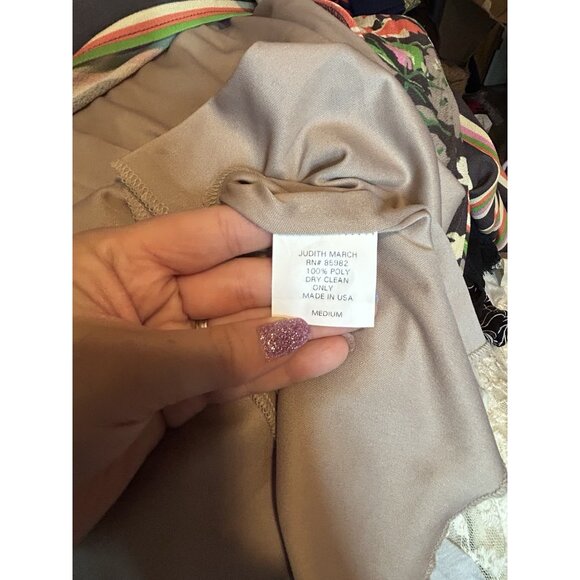 JUDITH MARCH
RN# 85982
100% POLY
DRY CLEAN
ONLY
MADE IN USA
MEDIUM